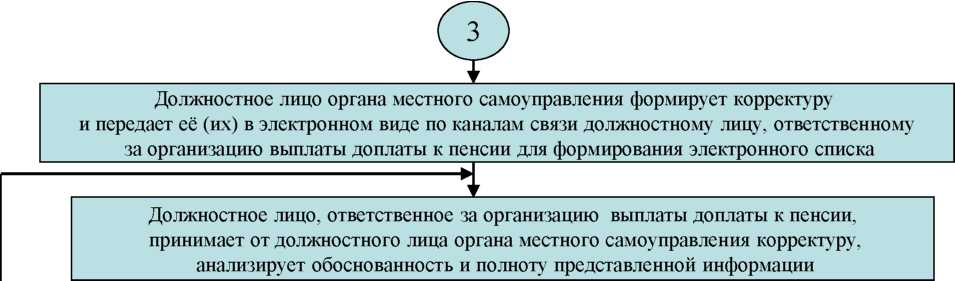 3
Должностное лицо органа местного самоуправления формирует корректуру
и передает её (их) в электронном виде по каналам связи должностному лицу, ответственному
за организацию выплаты доплаты к пенсии для формирования электронного списка
Должностное лицо, ответственное за организацию выплаты доплаты к пенсии,
принимает от должностного лица органа местного самоуправления корректуру,
анализирует обоснованность и полноту представленной информации